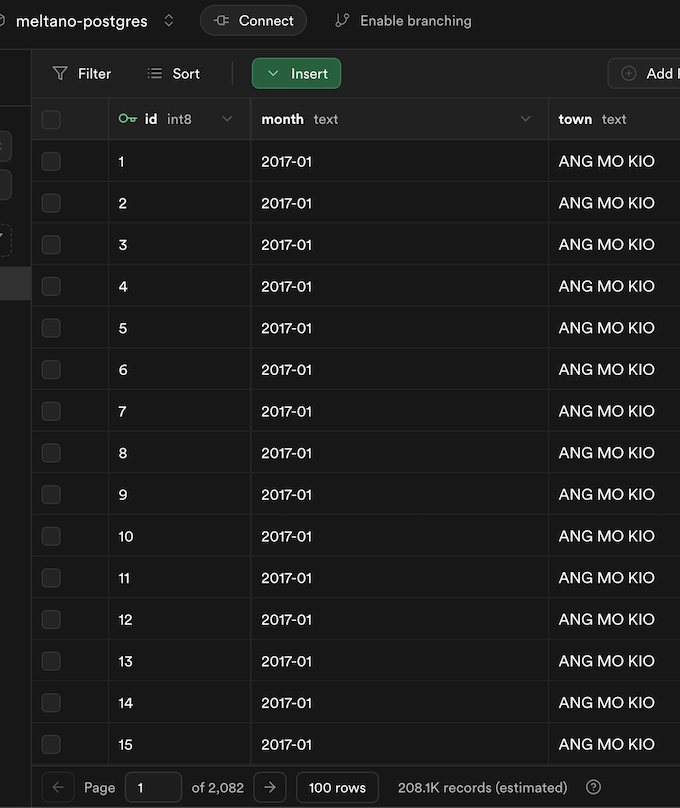 meltano-postgres Connect Enable branching
Filter Sort Insert Add
id int8 month text town text
1 2017-01 ANG MO KIO
2 2017-01 ANG MO KIO
3 2017-01 ANG MO KIO
4 2017-01 ANG MO KIO
5 2017-01 ANG MO KIO
6 2017-01 ANG MO KIO
7 2017-01 ANG MO KIO
8 2017-01 ANG MO KIO
9 2017-01 ANG MO KIO
10 2017-01 ANG MO KIO
11 2017-01 ANG MO KIO
12 2017-01 ANG MO KIO
13 2017-01 ANG MO KIO
14 2017-01 ANG MO KIO
15 2017-01 ANG MO KIO
Page 1 of 2,082 100 rows 208.1K records (estimated)